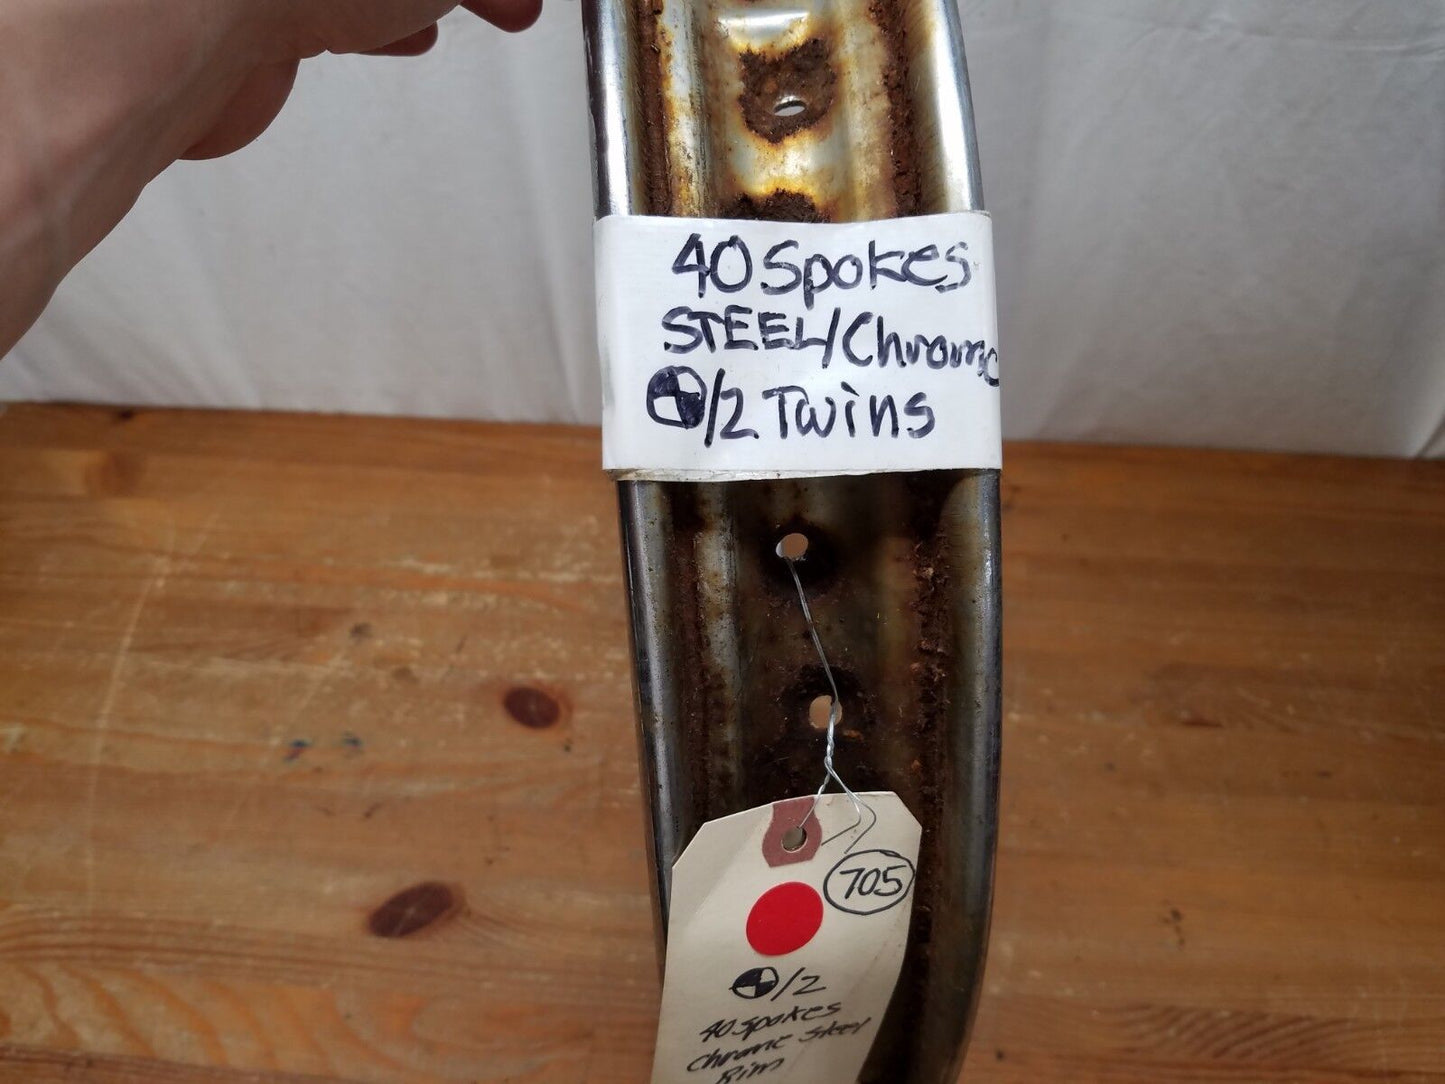 40 Spokes
STEEL/Chrome
/2 Twins
705
/2
40 spokes
Chrome Steel
Rim